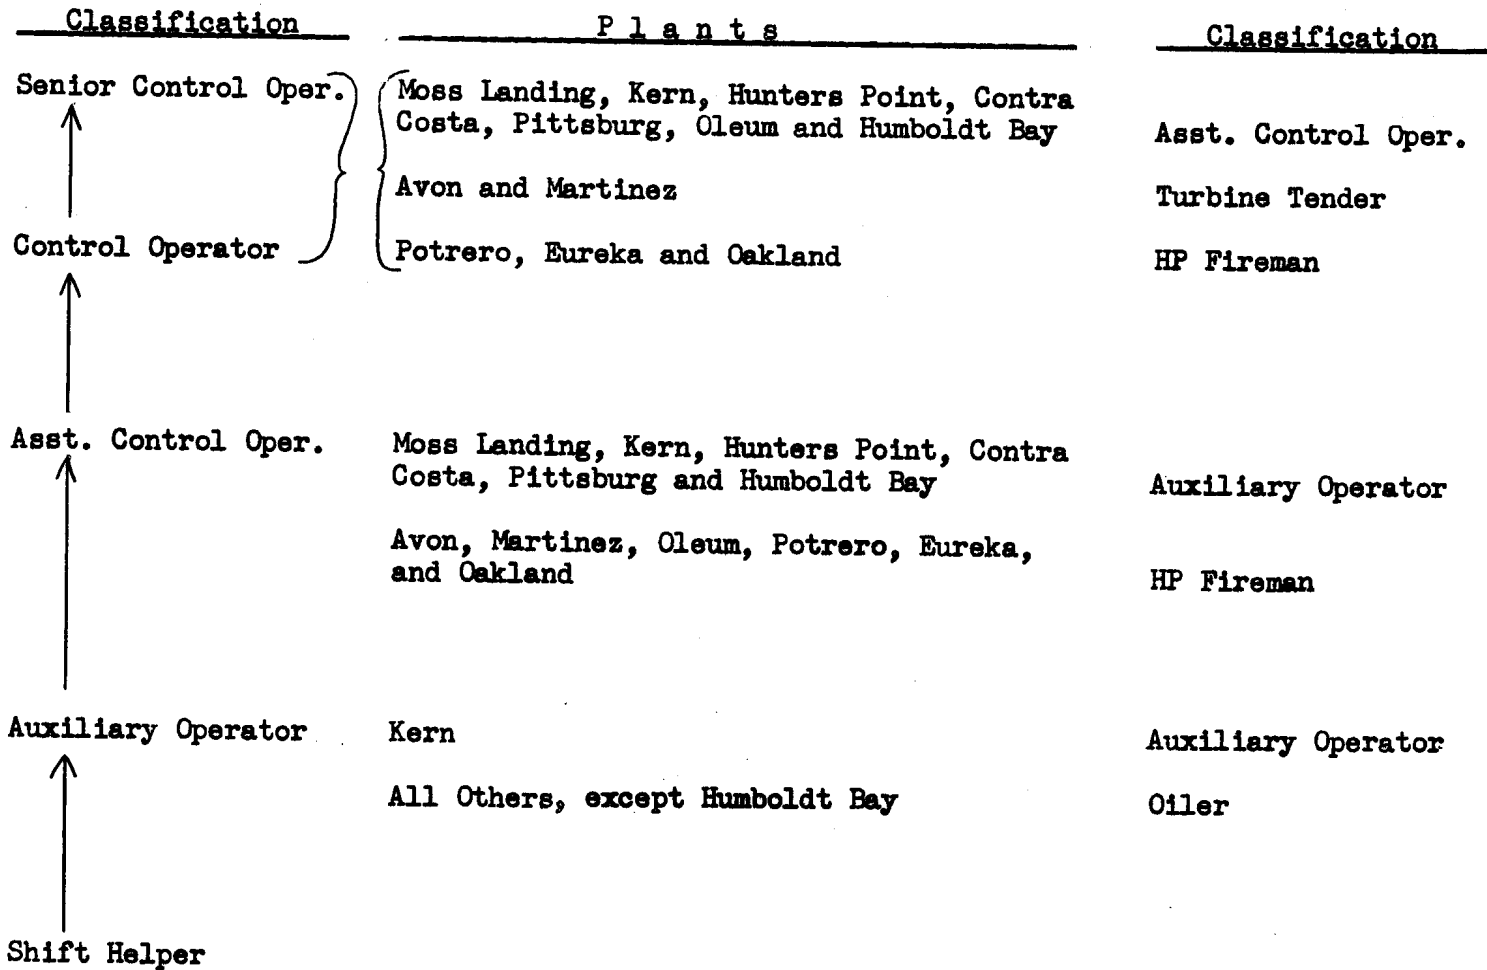 Classification Plants Classification
Senior Control Oper. Moss Landing, Kern, Hunters Point, Contra
Costa, Pittsburg, Oleum and Humboldt Bay Asst. Control Oper.
Avon and Martinez Turbine Tender
Control Operator Potrero, Eureka and Oakland HP Fireman
Asst. Control Oper. Moss Landing, Kern, Hunters Point, Contra
Costa, Pittsburg and Humboldt Bay Auxiliary Operator
Avon, Martinez, Oleum, Potrero, Eureka,
and Oakland HP Fireman
Auxiliary Operator Kern Auxiliary Operator
All Others, except Humboldt Bay Oiler
Shift Helper